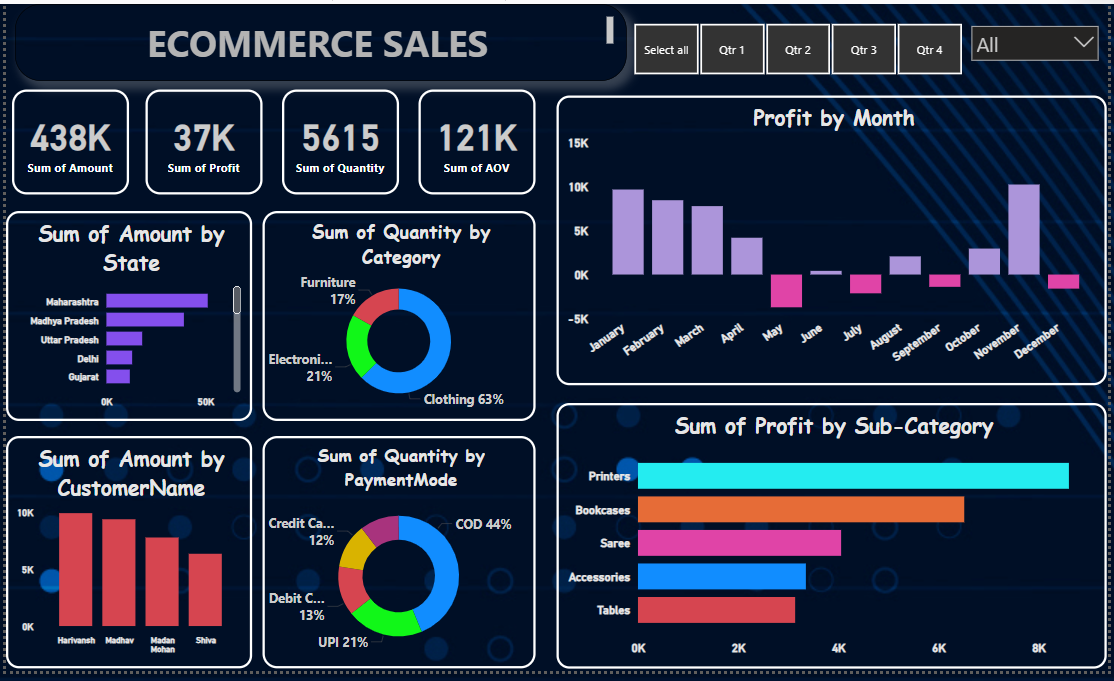 ECOMMERCE SALES
Select all
Qtr 1
Qtr 2
Qtr 3
Qtr 4
All
438K
Sum of Amount
37K
Sum of Profit
5615
Sum of Quantity
121K
Sum of AOV
Profit by Month
15K
10K
5K
0K
-5K
January
February
March
April
May
June
July
August
September
October
November
December
Sum of Amount by
State
Maharashtra
Madhya Pradesh
Uttar Pradesh
Delhi
Gujarat
0K
50K
Sum of Quantity by
Category
Furniture
17%
Electroni...
21%
Clothing 63%
Sum of Amount by
CustomerName
10K
5K
0K
Harivansh
Madhav
Madan
Mohan
Shiva
Sum of Quantity by
PaymentMode
Credit Ca...
12%
COD 44%
Debit C...
13%
UPI 21%
Sum of Profit by Sub-Category
Printers
Bookcases
Saree
Accessories
Tables
0K
2K
4K
6K
8K